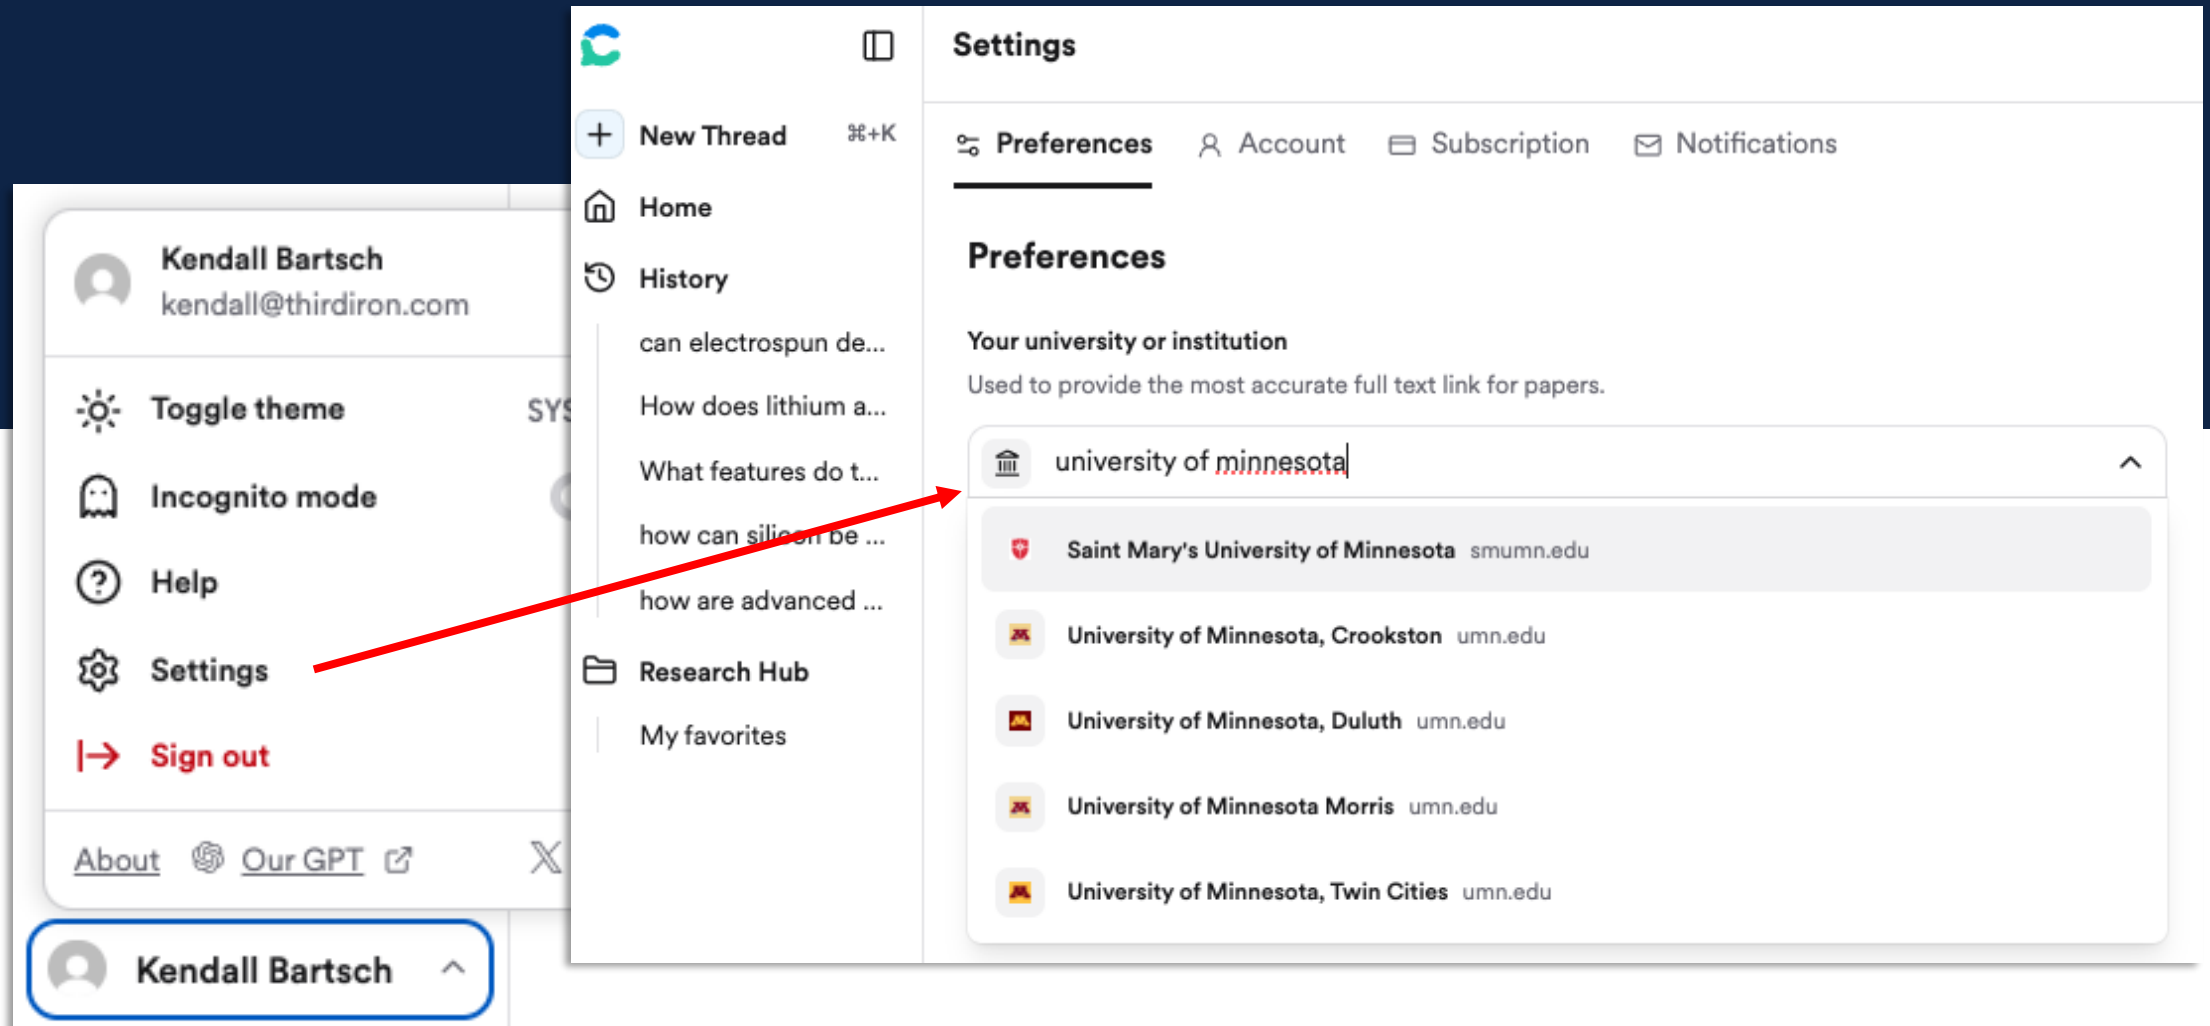 Kendall Bartsch
kendall@thirdiron.com
Toggle theme SYS
Incognito mode
Help
Settings
Sign out
About Our GPT
Kendall Bartsch
New Thread ⌘+K
Home
History
can electrospun de...
How does lithium a...
What features do t...
how can silicon be ...
how are advanced ...
Research Hub
My favorites
Settings
Preferences Account Subscription Notifications
Preferences
Your university or institution
Used to provide the most accurate full text link for papers.
university of minnesota
Saint Mary's University of Minnesota smumn.edu
University of Minnesota, Crookston umn.edu
University of Minnesota, Duluth umn.edu
University of Minnesota Morris umn.edu
University of Minnesota, Twin Cities umn.edu